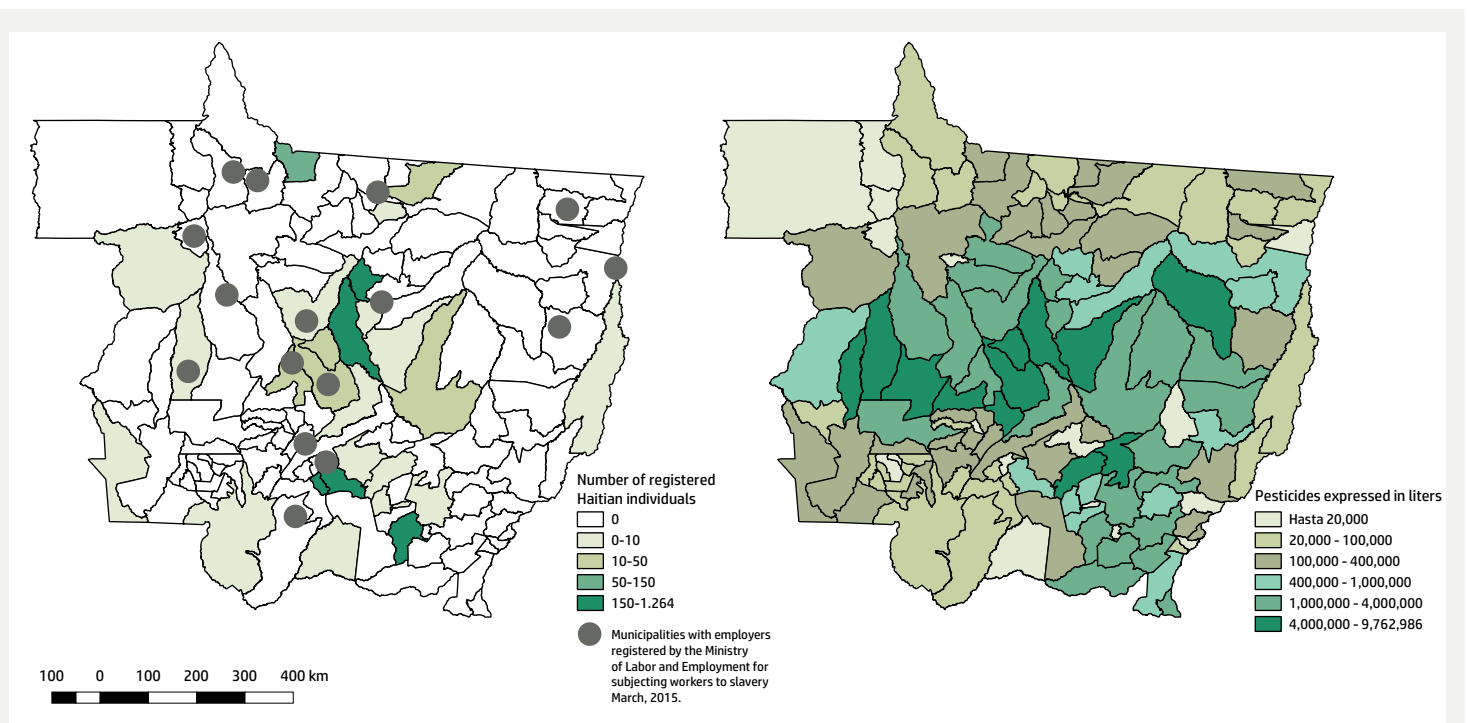 Number of registered
Haitian individuals
0
0-10
10-50
50-150
150-1.264
Municipalities with employers
registered by the Ministry
of Labor and Employment for
subjecting workers to slavery
March, 2015.
100 0 100 200 300 400 km
Pesticides expressed in liters
Hasta 20,000
20,000 - 100,000
100,000 - 400,000
400,000 - 1,000,000
1,000,000 - 4,000,000
4,000,000 - 9,762,986